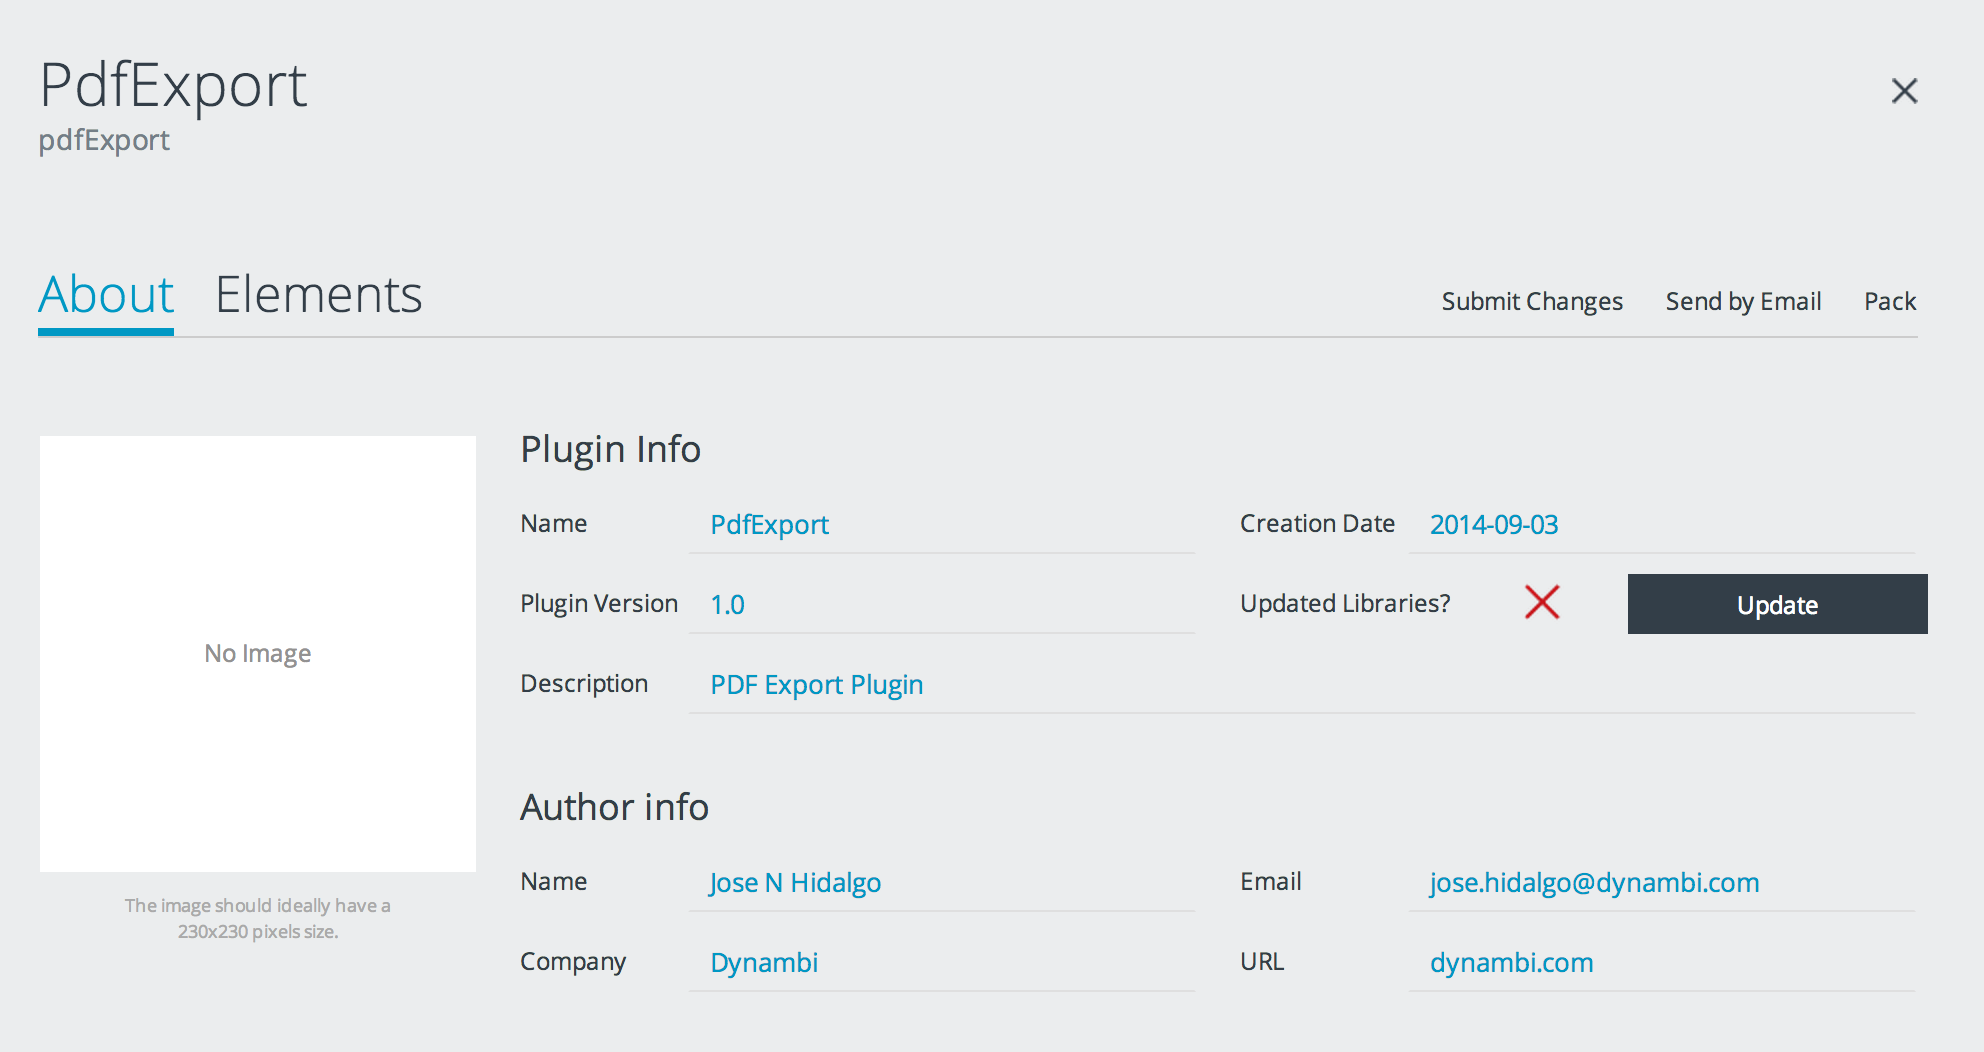 PdfExport
pdfExport
About Elements Submit Changes Send by Email Pack
Plugin Info
Name PdfExport Creation Date 2014-09-03
Plugin Version 1.0 Updated Libraries? Update
Description PDF Export Plugin
No Image
The image should ideally have a
230x230 pixels size.
Author info
Name Jose N Hidalgo Email jose.hidalgo@dynambi.com
Company Dynambi URL dynambi.com